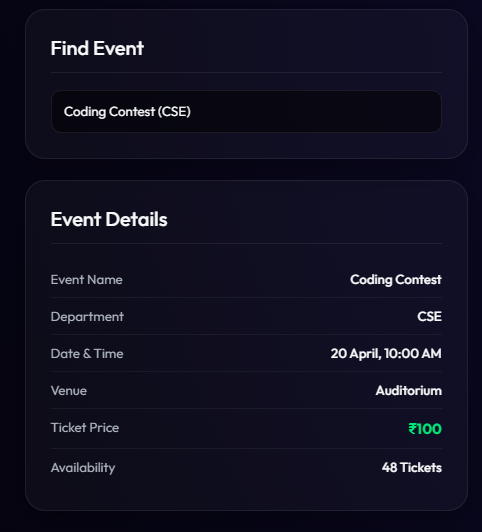 Find Event
Coding Contest (CSE)
Event Details
Event Name Coding Contest
Department CSE
Date & Time 20 April, 10:00 AM
Venue Auditorium
Ticket Price ₹100
Availability 48 Tickets